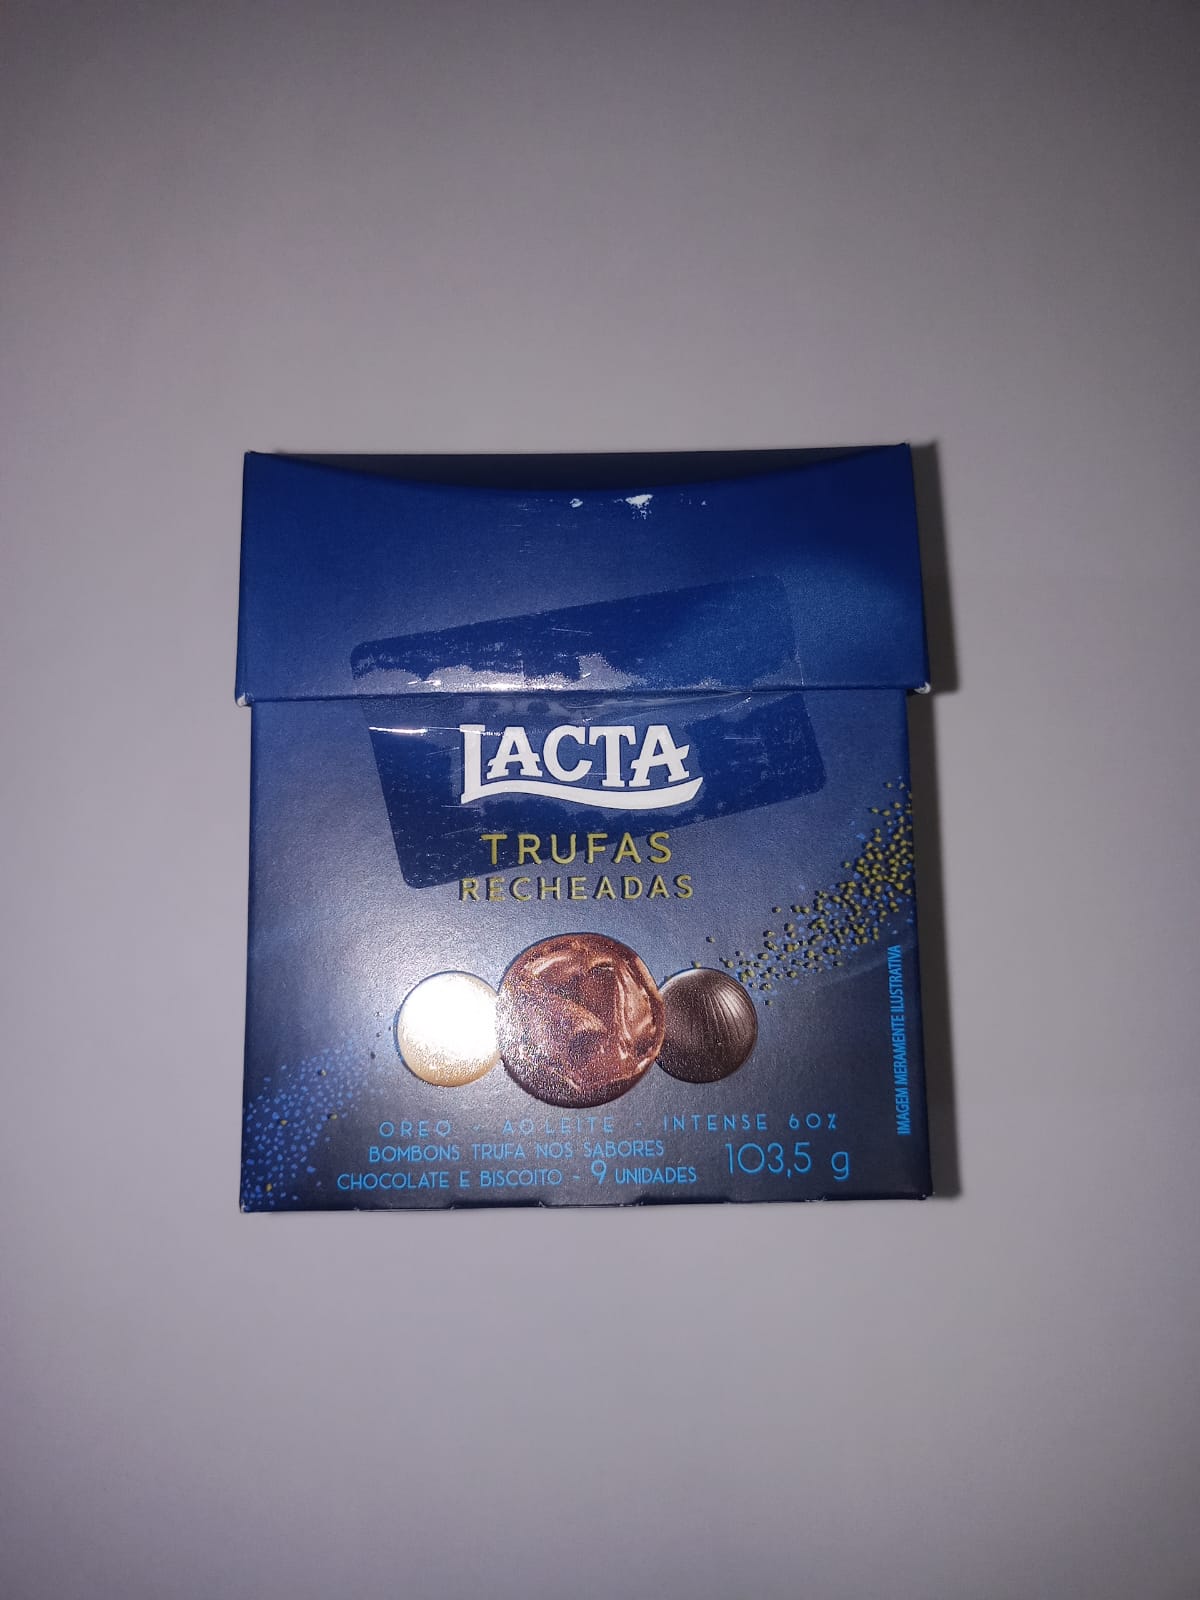 LACTA
TRUFAS
RECHEADAS
OREO - AO LEITE - INTENSE 60%
BOMBONS TRUFA NOS SABORES
CHOCOLATE E BISCOITO - 9 UNIDADES
103,5 g
IMAGEM MERAMENTE ILUSTRATIVA